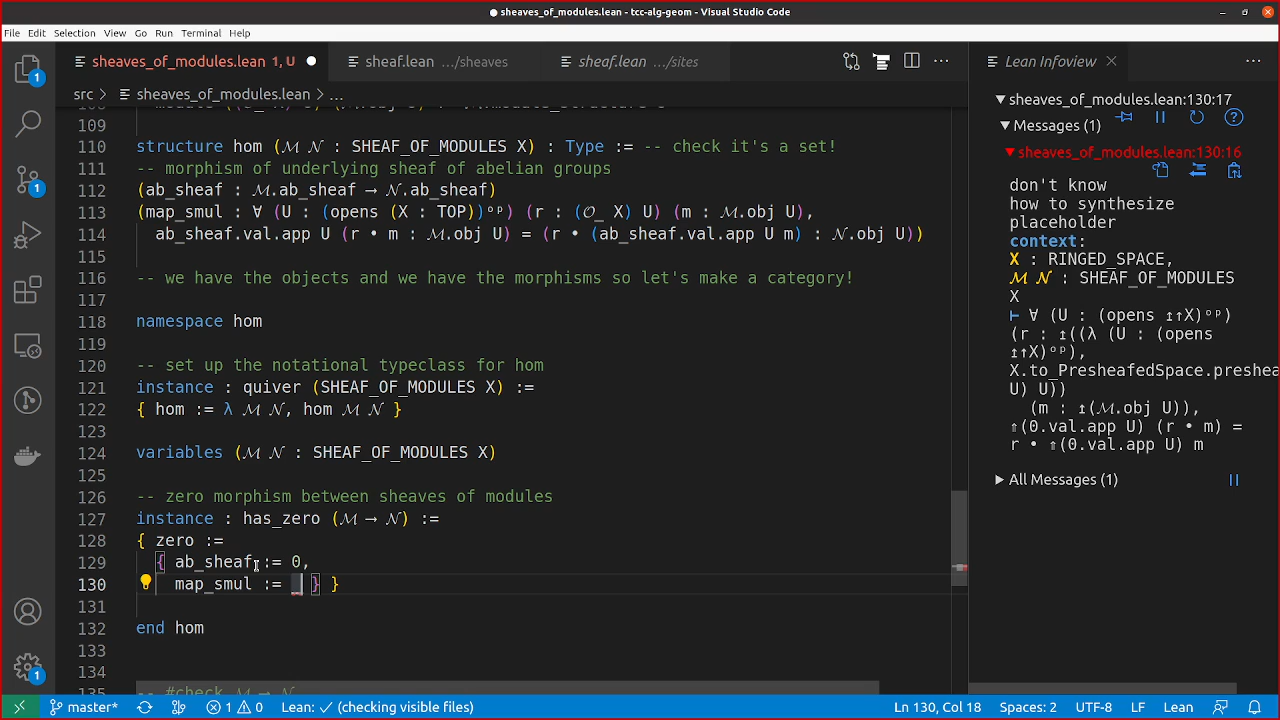 sheaves_of_modules.lean - tcc-alg-geom - Visual Studio Code
File Edit Selection View Go Run Terminal Help
sheaves_of_modules.lean 1, U
sheaf.lean .../sheaves
sheaf.lean .../sites
Lean Infoview
src > sheaves_of_modules.lean > ...
109
110 structure hom (ℳ 𝒩 : SHEAF_OF_MODULES X) : Type := -- check it's a set!
111 -- morphism of underlying sheaf of abelian groups
112 (ab_sheaf : ℳ.ab_sheaf ⟶ 𝒩.ab_sheaf)
113 (map_smul : ∀ (U : (opens (X : TOP))ᵒᵖ) (r : (𝒪_ X) U) (m : ℳ.obj U),
114 ab_sheaf.val.app U (r • m : ℳ.obj U) = (r • (ab_sheaf.val.app U m) : 𝒩.obj U))
115
116 -- we have the objects and we have the morphisms so let's make a category!
117
118 namespace hom
119
120 -- set up the notational typeclass for hom
121 instance : quiver (SHEAF_OF_MODULES X) :=
122 { hom := λ ℳ 𝒩, hom ℳ 𝒩 }
123
124 variables (ℳ 𝒩 : SHEAF_OF_MODULES X)
125
126 -- zero morphism between sheaves of modules
127 instance : has_zero (ℳ ⟶ 𝒩) :=
128 { zero :=
129 { ab_sheaf := 0,
130 map_smul := _ } }
131
132 end hom
133
134
135 -- #check ℳ ⟶ 𝒩
sheaves_of_modules.lean:130:17
Messages (1)
sheaves_of_modules.lean:130:16
don't know
how to synthesize
placeholder
context:
X : RINGED_SPACE,
ℳ 𝒩 : SHEAF_OF_MODULES
X
⊢ ∀ (U : (opens ↥↑X)ᵒᵖ)
(r : ↥((λ (U : (opens
↥↑X)ᵒᵖ),
X.to_PresheafedSpace.preshea
U) U))
(m : ↥(ℳ.obj U)),
⇑(0.val.app U) (r • m) =
r • ⇑(0.val.app U) m
All Messages (1)
1
1
1
master* 1 0 Lean: ✓ (checking visible files)
Ln 130, Col 18 Spaces: 2 UTF-8 LF Lean